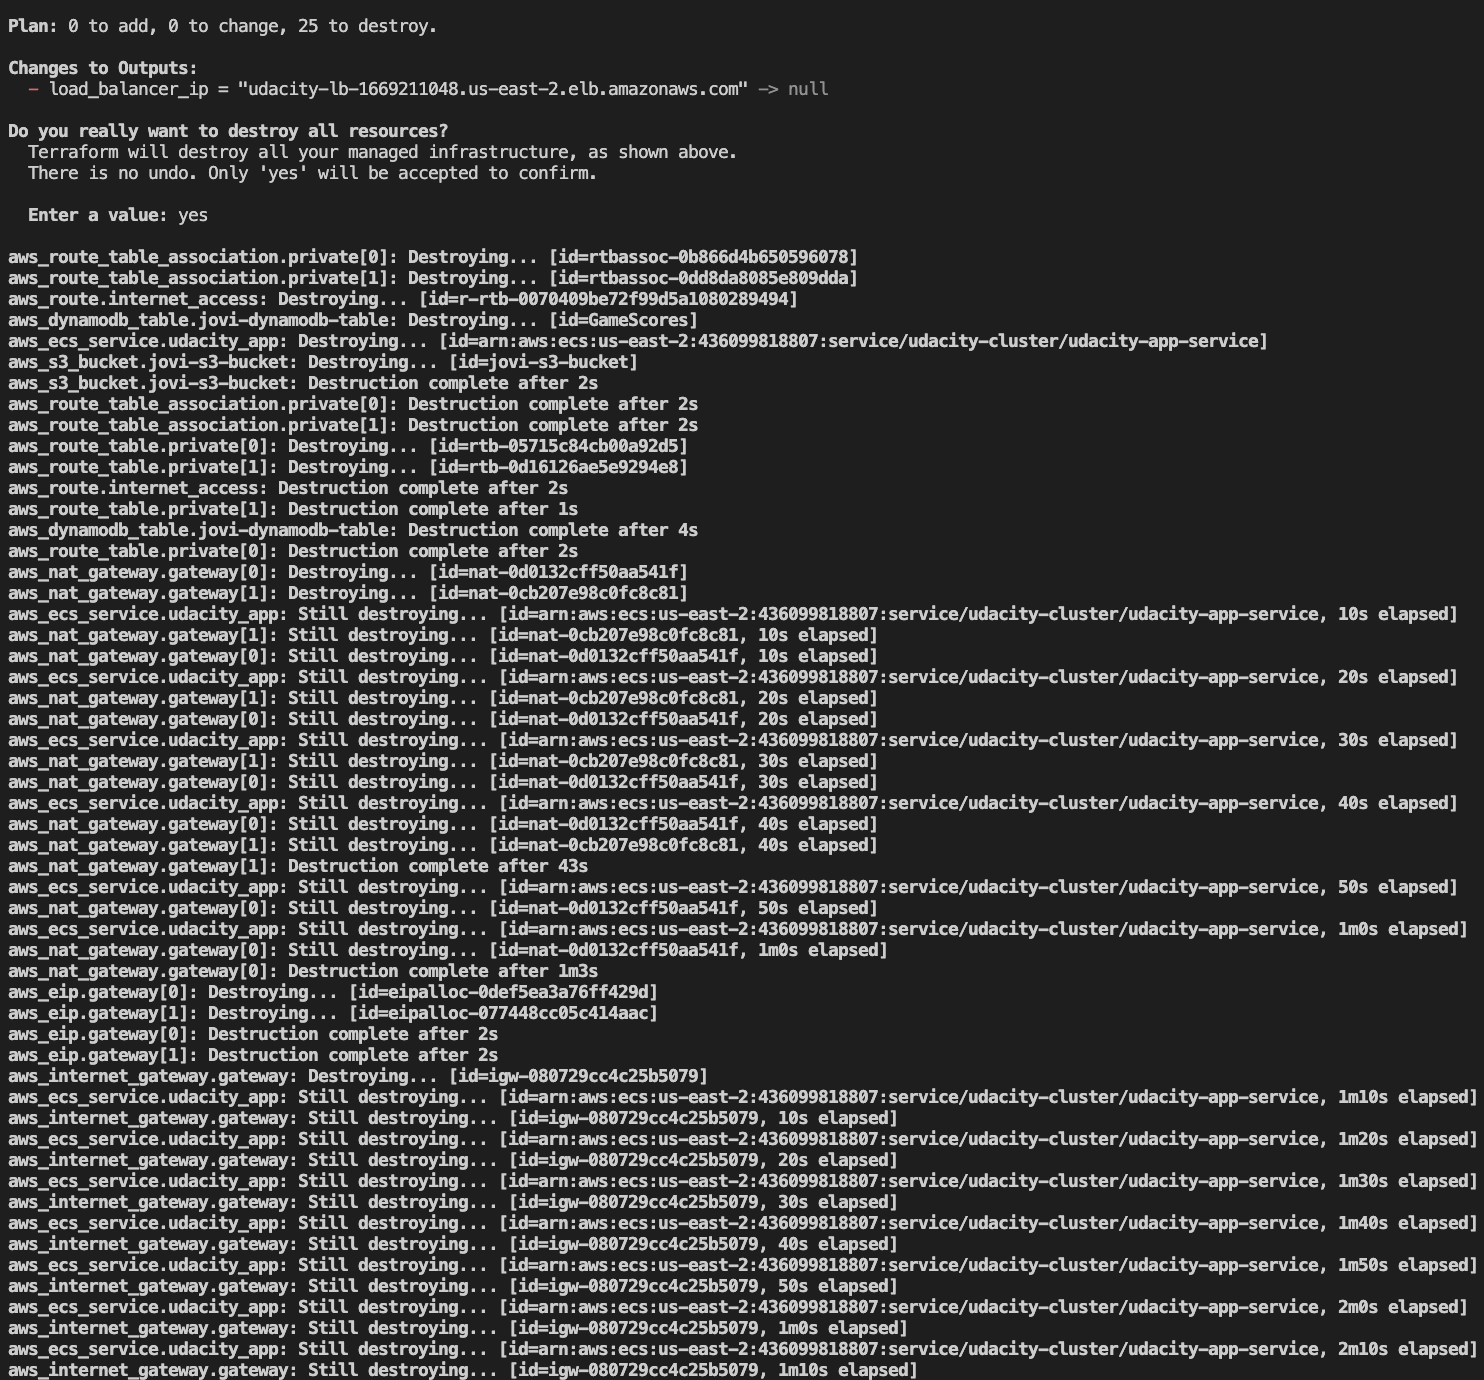 Plan: 0 to add, 0 to change, 25 to destroy.
Changes to Outputs:
- load_balancer_ip = "udacity-lb-1669211048.us-east-2.elb.amazonaws.com" -> null
Do you really want to destroy all resources?
Terraform will destroy all your managed infrastructure, as shown above.
There is no undo. Only 'yes' will be accepted to confirm.
Enter a value: yes
aws_route_table_association.private[0]: Destroying... [id=rtbassoc-0b866d4b650596078]
aws_route_table_association.private[1]: Destroying... [id=rtbassoc-0dd8da8085e809dda]
aws_route.internet_access: Destroying... [id=r-rtb-0070409be72f99d5a1080289494]
aws_dynamodb_table.jovi-dynamodb-table: Destroying... [id=GameScores]
aws_ecs_service.udacity_app: Destroying... [id=arn:aws:ecs:us-east-2:436099818807:service/udacity-cluster/udacity-app-service]
aws_s3_bucket.jovi-s3-bucket: Destroying... [id=jovi-s3-bucket]
aws_s3_bucket.jovi-s3-bucket: Destruction complete after 2s
aws_route_table_association.private[0]: Destruction complete after 2s
aws_route_table_association.private[1]: Destruction complete after 2s
aws_route_table.private[0]: Destroying... [id=rtb-05715c84cb00a92d5]
aws_route_table.private[1]: Destroying... [id=rtb-0d16126ae5e9294e8]
aws_route.internet_access: Destruction complete after 2s
aws_route_table.private[1]: Destruction complete after 1s
aws_dynamodb_table.jovi-dynamodb-table: Destruction complete after 4s
aws_route_table.private[0]: Destruction complete after 2s
aws_nat_gateway.gateway[0]: Destroying... [id=nat-0d0132cff50aa541f]
aws_nat_gateway.gateway[1]: Destroying... [id=nat-0cb207e98c0fc8c81]
aws_ecs_service.udacity_app: Still destroying... [id=arn:aws:ecs:us-east-2:436099818807:service/udacity-cluster/udacity-app-service, 10s elapsed]
aws_nat_gateway.gateway[1]: Still destroying... [id=nat-0cb207e98c0fc8c81, 10s elapsed]
aws_nat_gateway.gateway[0]: Still destroying... [id=nat-0d0132cff50aa541f, 10s elapsed]
aws_ecs_service.udacity_app: Still destroying... [id=arn:aws:ecs:us-east-2:436099818807:service/udacity-cluster/udacity-app-service, 20s elapsed]
aws_nat_gateway.gateway[1]: Still destroying... [id=nat-0cb207e98c0fc8c81, 20s elapsed]
aws_nat_gateway.gateway[0]: Still destroying... [id=nat-0d0132cff50aa541f, 20s elapsed]
aws_ecs_service.udacity_app: Still destroying... [id=arn:aws:ecs:us-east-2:436099818807:service/udacity-cluster/udacity-app-service, 30s elapsed]
aws_nat_gateway.gateway[1]: Still destroying... [id=nat-0cb207e98c0fc8c81, 30s elapsed]
aws_nat_gateway.gateway[0]: Still destroying... [id=nat-0d0132cff50aa541f, 30s elapsed]
aws_ecs_service.udacity_app: Still destroying... [id=arn:aws:ecs:us-east-2:436099818807:service/udacity-cluster/udacity-app-service, 40s elapsed]
aws_nat_gateway.gateway[0]: Still destroying... [id=nat-0d0132cff50aa541f, 40s elapsed]
aws_nat_gateway.gateway[1]: Still destroying... [id=nat-0cb207e98c0fc8c81, 40s elapsed]
aws_nat_gateway.gateway[1]: Destruction complete after 43s
aws_ecs_service.udacity_app: Still destroying... [id=arn:aws:ecs:us-east-2:436099818807:service/udacity-cluster/udacity-app-service, 50s elapsed]
aws_nat_gateway.gateway[0]: Still destroying... [id=nat-0d0132cff50aa541f, 50s elapsed]
aws_ecs_service.udacity_app: Still destroying... [id=arn:aws:ecs:us-east-2:436099818807:service/udacity-cluster/udacity-app-service, 1m0s elapsed]
aws_nat_gateway.gateway[0]: Still destroying... [id=nat-0d0132cff50aa541f, 1m0s elapsed]
aws_nat_gateway.gateway[0]: Destruction complete after 1m3s
aws_eip.gateway[0]: Destroying... [id=eipalloc-0def5ea3a76ff429d]
aws_eip.gateway[1]: Destroying... [id=eipalloc-077448cc05c414aac]
aws_eip.gateway[0]: Destruction complete after 2s
aws_eip.gateway[1]: Destruction complete after 2s
aws_internet_gateway.gateway: Destroying... [id=igw-080729cc4c25b5079]
aws_ecs_service.udacity_app: Still destroying... [id=arn:aws:ecs:us-east-2:436099818807:service/udacity-cluster/udacity-app-service, 1m10s elapsed]
aws_internet_gateway.gateway: Still destroying... [id=igw-080729cc4c25b5079, 10s elapsed]
aws_ecs_service.udacity_app: Still destroying... [id=arn:aws:ecs:us-east-2:436099818807:service/udacity-cluster/udacity-app-service, 1m20s elapsed]
aws_internet_gateway.gateway: Still destroying... [id=igw-080729cc4c25b5079, 20s elapsed]
aws_ecs_service.udacity_app: Still destroying... [id=arn:aws:ecs:us-east-2:436099818807:service/udacity-cluster/udacity-app-service, 1m30s elapsed]
aws_internet_gateway.gateway: Still destroying... [id=igw-080729cc4c25b5079, 30s elapsed]
aws_ecs_service.udacity_app: Still destroying... [id=arn:aws:ecs:us-east-2:436099818807:service/udacity-cluster/udacity-app-service, 1m40s elapsed]
aws_internet_gateway.gateway: Still destroying... [id=igw-080729cc4c25b5079, 40s elapsed]
aws_ecs_service.udacity_app: Still destroying... [id=arn:aws:ecs:us-east-2:436099818807:service/udacity-cluster/udacity-app-service, 1m50s elapsed]
aws_internet_gateway.gateway: Still destroying... [id=igw-080729cc4c25b5079, 50s elapsed]
aws_ecs_service.udacity_app: Still destroying... [id=arn:aws:ecs:us-east-2:436099818807:service/udacity-cluster/udacity-app-service, 2m0s elapsed]
aws_internet_gateway.gateway: Still destroying... [id=igw-080729cc4c25b5079, 1m0s elapsed]
aws_ecs_service.udacity_app: Still destroying... [id=arn:aws:ecs:us-east-2:436099818807:service/udacity-cluster/udacity-app-service, 2m10s elapsed]
aws_internet_gateway.gateway: Still destroying... [id=igw-080729cc4c25b5079, 1m10s elapsed]